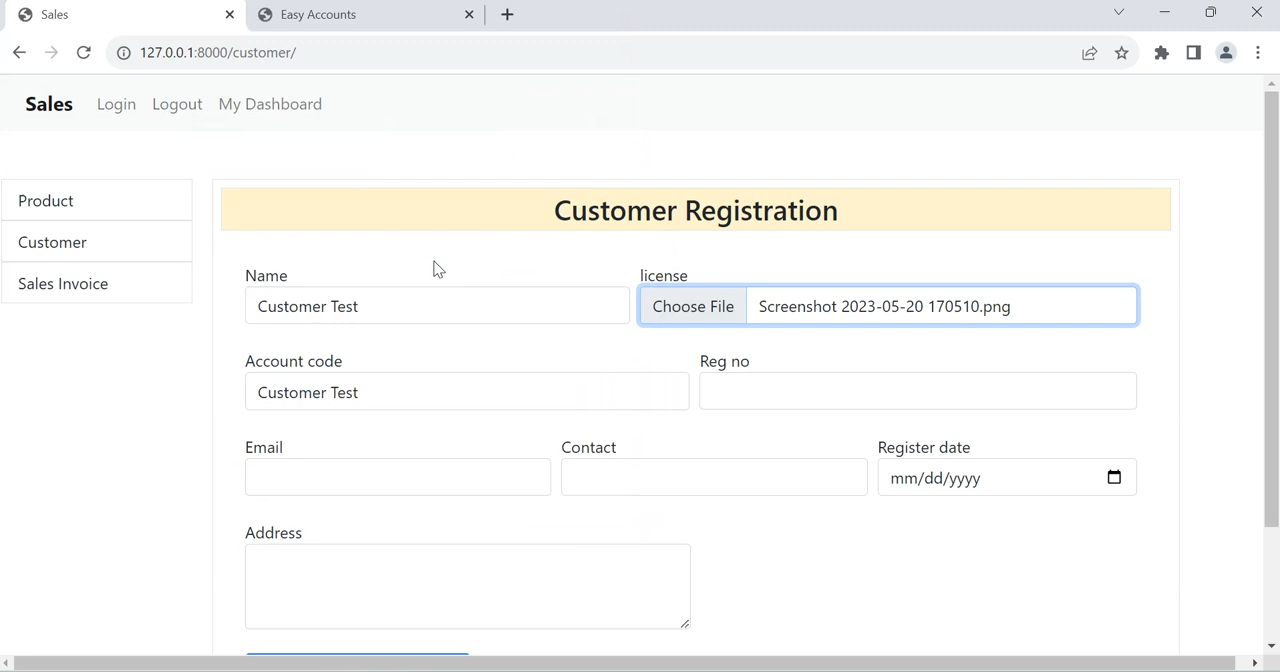 Sales
Easy Accounts
127.0.0.1:8000/customer/
Sales Login Logout My Dashboard
Product
Customer
Sales Invoice
Customer Registration
Name license
Customer Test Choose File Screenshot 2023-05-20 170510.png
Account code Reg no
Customer Test
Email Contact Register date
mm/dd/yyyy
Address